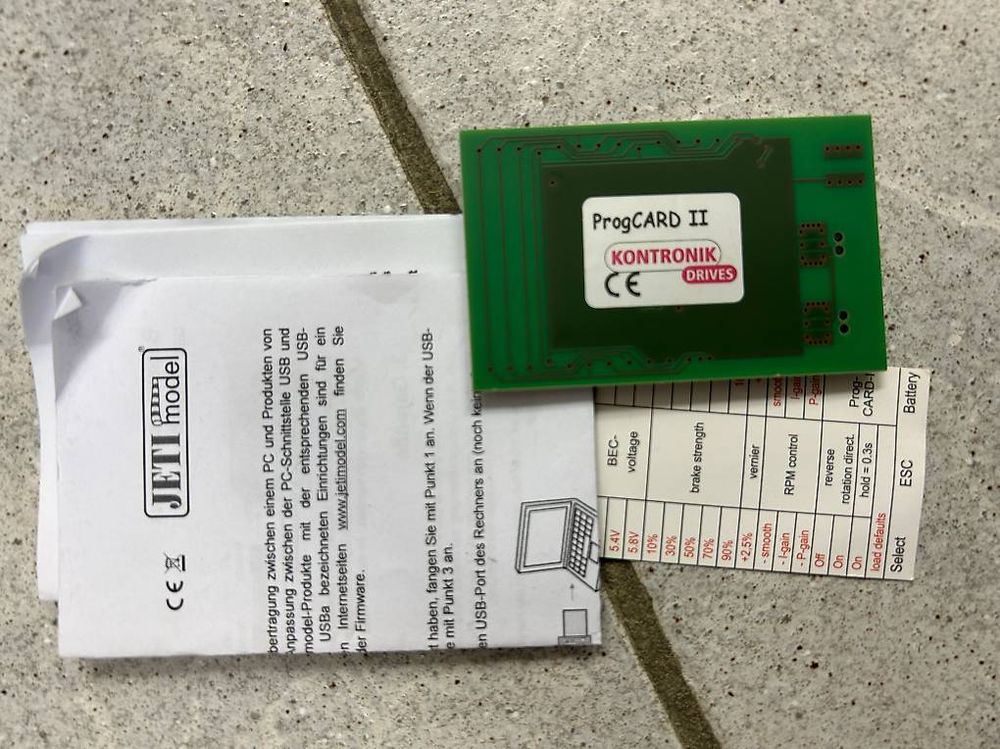 JETI
model
®
CE
bertragung zwischen einem PC und Produkten von
Anpassung zwischen der PC-Schnittstelle USB und
model-Produkte mit der entsprechenden USB-
USBa bezeichneten Einrichtungen sind für ein
n Internetseiten www.jetimodel.com finden Sie
der Firmware.
t haben, fangen Sie mit Punkt 1 an. Wenn der USB-
e mit Punkt 3 an.
en USB-Port des Rechners an (noch kein
ProgCARD II
KONTRONIK
DRIVES
CE
5.4V BEC-
5.8V voltage
10%
30%
50% brake strength
70%
90%
+2,5% vernier
- smooth smooth
- I-gain RPM control I-gain
- P-gain P-gain
Off reverse
On rotation direct. Prog-
On hold = 0.3s CARD-
load defaults
Select ESC Battery